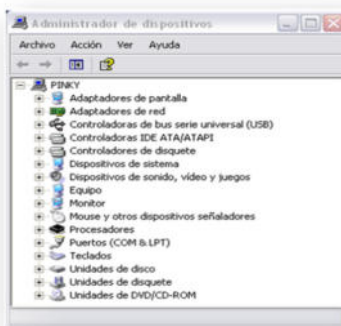 Administrador de dispositivos
Archivo Acción Ver Ayuda
PINKY
Adaptadores de pantalla
Adaptadores de red
Controladoras de bus serie universal (USB)
Controladoras IDE ATA/ATAPI
Controladores de disquete
Dispositivos de sistema
Dispositivos de sonido, vídeo y juegos
Equipo
Monitor
Mouse y otros dispositivos señaladores
Procesadores
Puertos (COM & LPT)
Teclados
Unidades de disco
Unidades de disquete
Unidades de DVD/CD-ROM